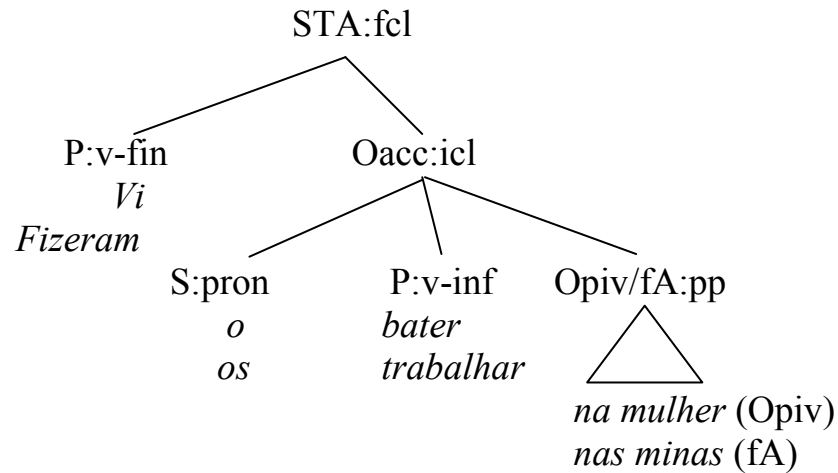 STA:fcl
P:v-fin Oacc:icl
Vi
Fizeram
S:pron P:v-inf Opiv/fA:pp
o bater
os trabalhar
na mulher (Opiv)
nas minas (fA)